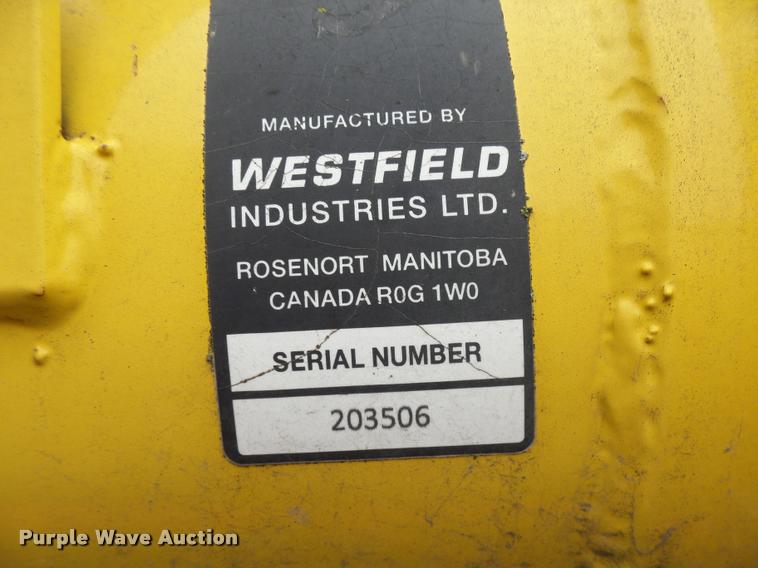 MANUFACTURED BY
WESTFIELD
INDUSTRIES LTD.
ROSENORT MANITOBA
CANADA R0G 1W0
SERIAL NUMBER
203506
Purple Wave Auction